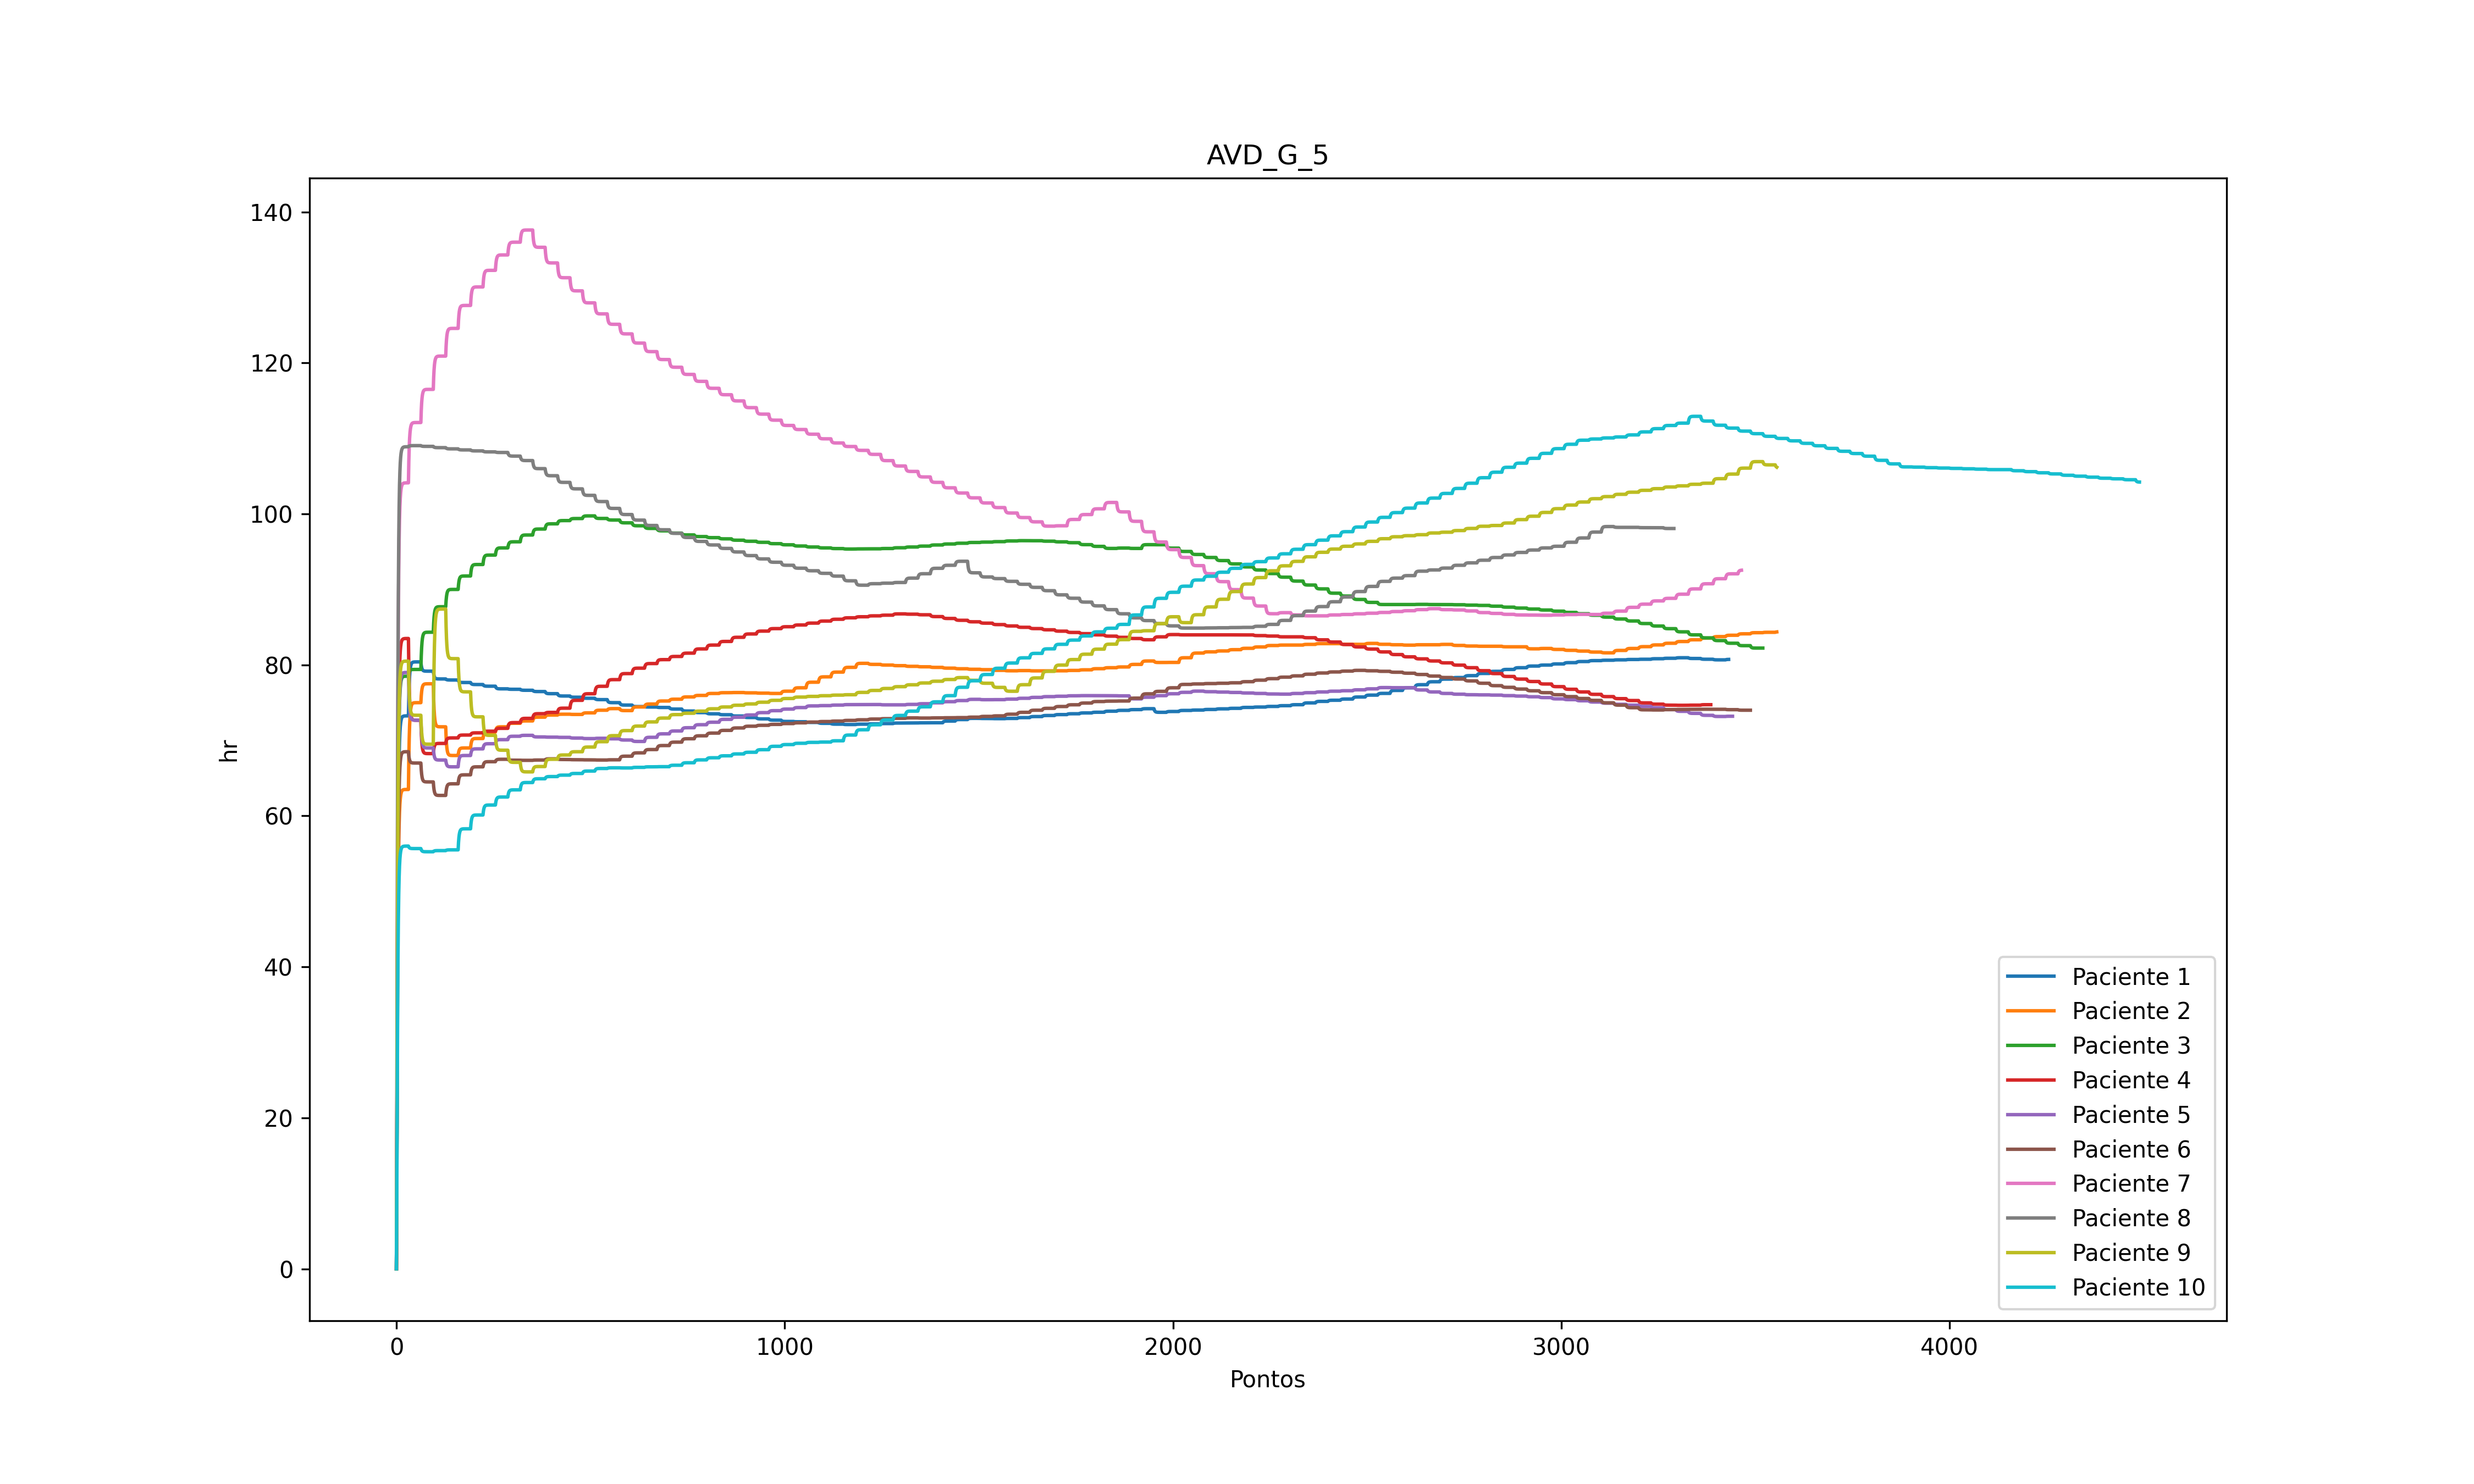 AVD_G_5
140
120
100
80
60
40
20
0
hr
0 1000 2000 3000 4000
Pontos
Paciente 1
Paciente 2
Paciente 3
Paciente 4
Paciente 5
Paciente 6
Paciente 7
Paciente 8
Paciente 9
Paciente 10